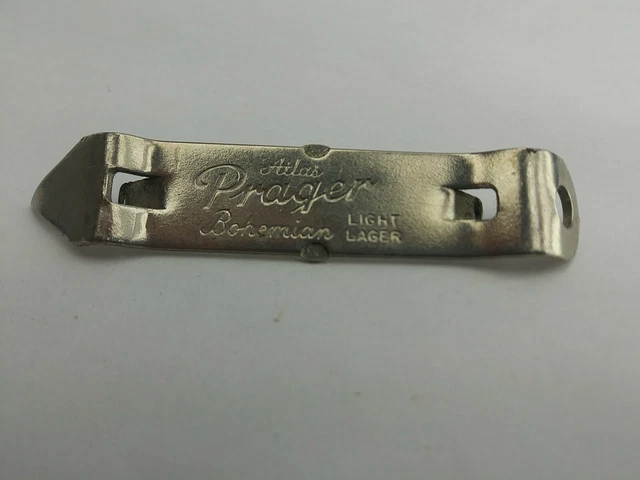 Atlas
Prager
Bohemian LIGHT LAGER